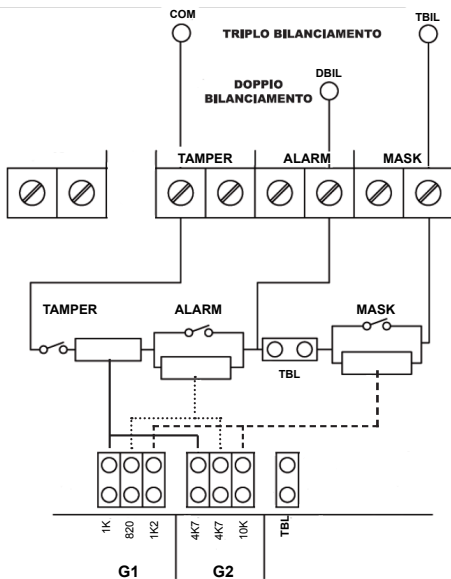 COM
TRIPLO BILANCIAMENTO
TBIL
DOPPIO
BILANCIAMENTO
DBIL
TAMPER
ALARM
MASK
TAMPER
ALARM
MASK
TBL
1K
820
1K2
4K7
4K7
10K
TBL
G1
G2